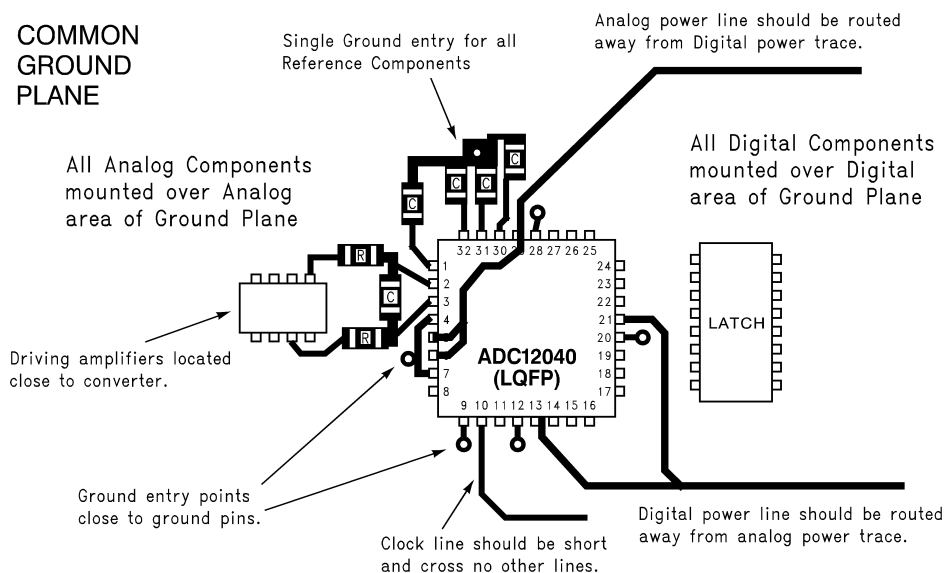 COMMON
GROUND
PLANE
Single Ground entry for all
Reference Components
Analog power line should be routed
away from Digital power trace.
All Analog Components
mounted over Analog
area of Ground Plane
All Digital Components
mounted over Digital
area of Ground Plane
C
C
C
C
R
C
R
32 31 30 28 27 26 25
1
2
3
4
7
8
24
23
22
21
20
19
18
17
9 10 11 12 13 14 15 16
ADC12040
(LQFP)
LATCH
Driving amplifiers located
close to converter.
Ground entry points
close to ground pins.
Clock line should be short
and cross no other lines.
Digital power line should be routed
away from analog power trace.